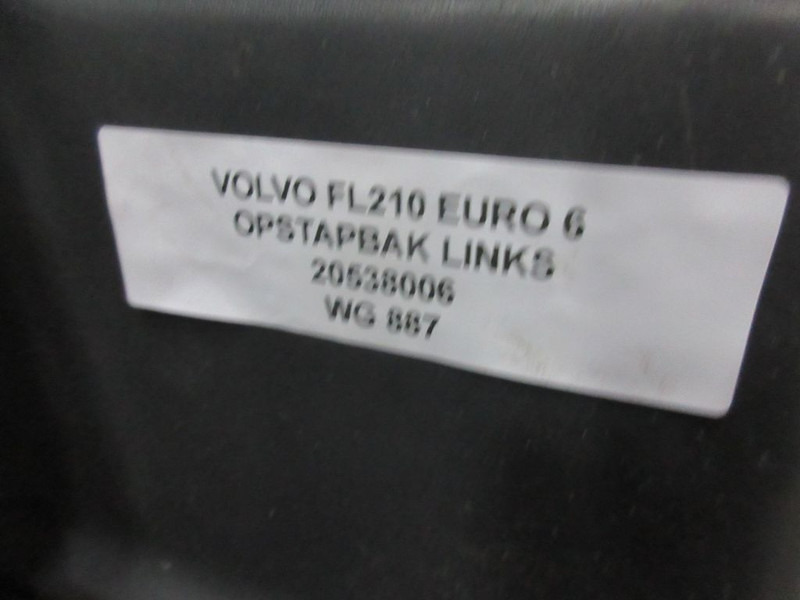 VOLVO FL210 EURO 6
OPSTAPBAK LINKS
20538006
WG 887